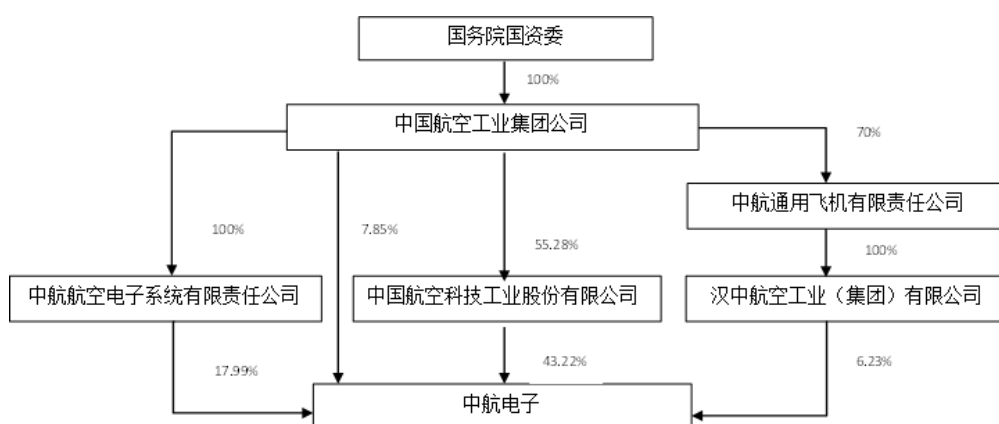 国务院国资委
100%
中国航空工业集团公司
70%
中航通用飞机有限责任公司
100%
7.85%
55.28%
100%
中航航空电子系统有限责任公司
中国航空科技工业股份有限公司
汉中航空工业（集团）有限公司
17.99%
43.22%
6.23%
中航电子